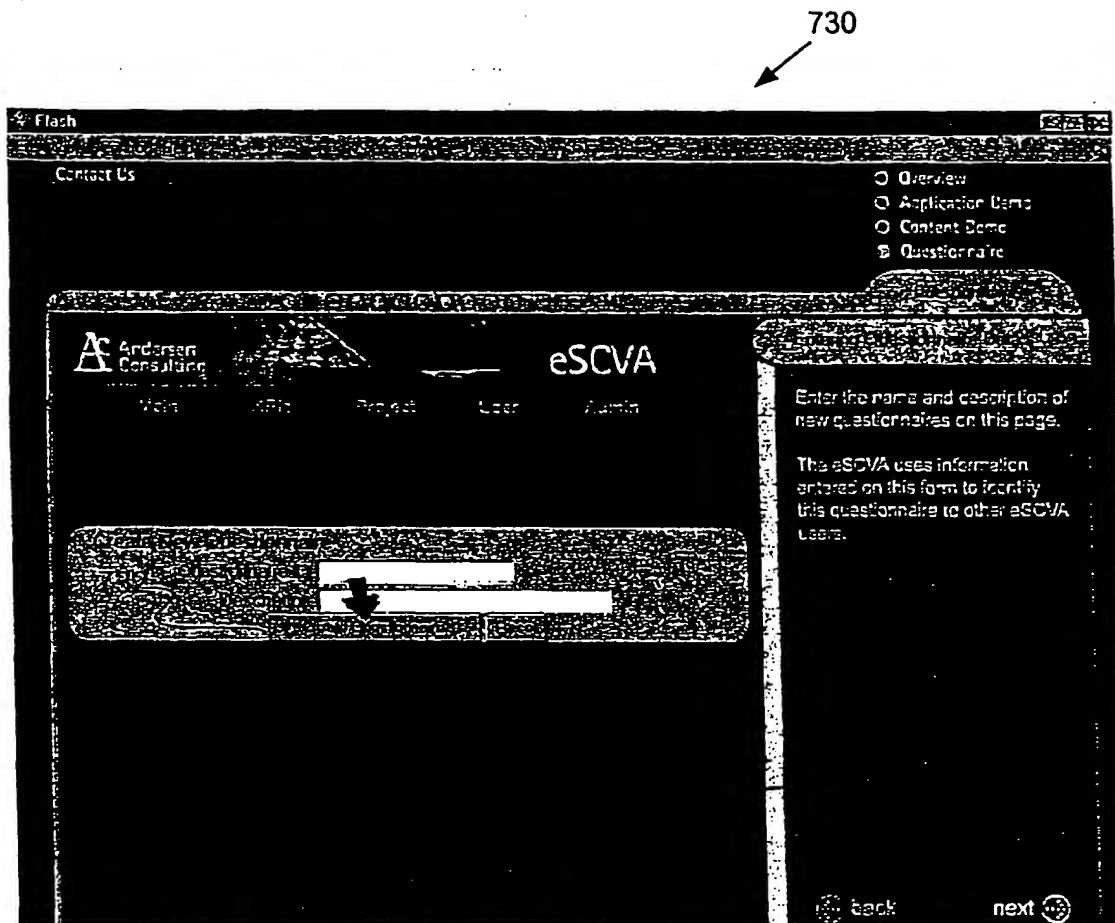 730
Flash
Contact Us
Overview
Application Demo
Content Demo
Questionnaire
Andersen
Consulting
eSCVA
Project
User
Admin
Enter the name and description of
new questionnaires on this page.
The eSCVA uses information
entered on this form to identify
this questionnaire to other eSCVA
users.
back
next